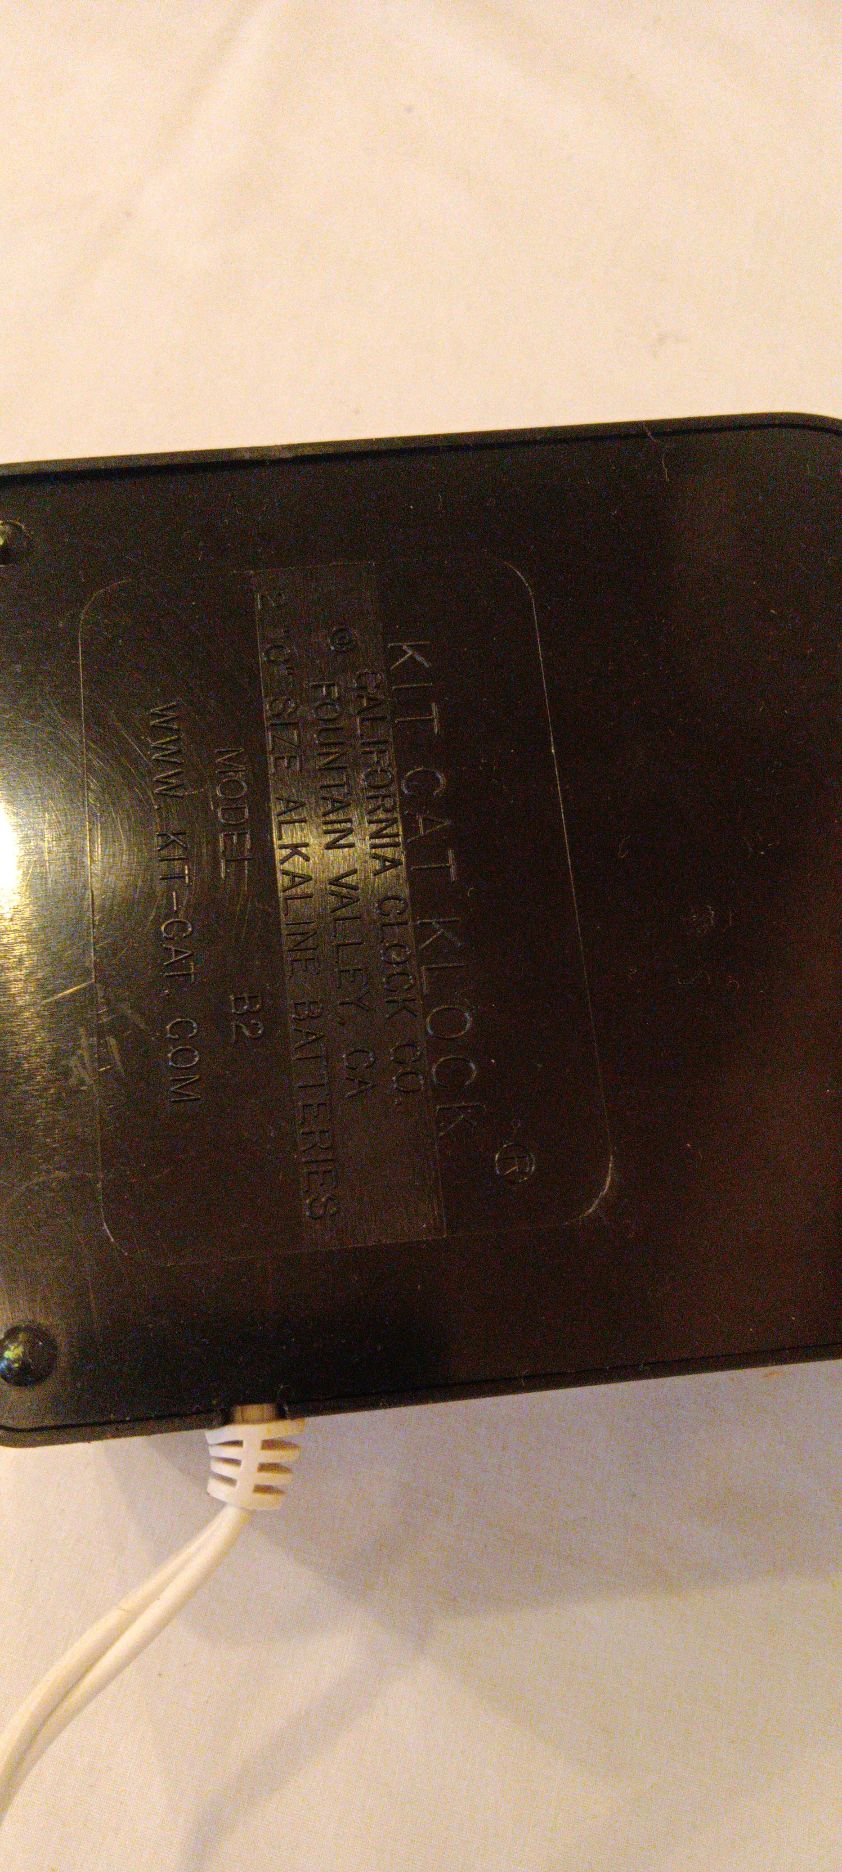 KIT CAT KLOCK ®
CALIFORNIA CLOCK CO.
© FOUNTAIN VALLEY, CA
2 "C" SIZE ALKALINE BATTERIES
MODEL B2
WWW.KIT-CAT.COM